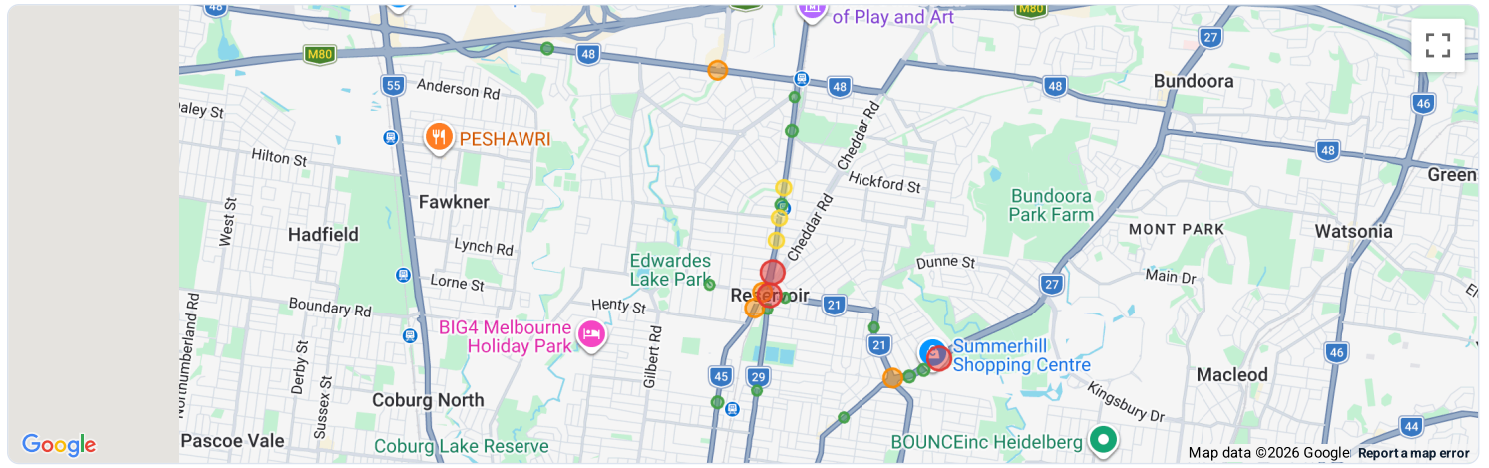 48
of Play and Art
M80
27
M80
48
55
Anderson Rd
48
48
Bundoora
46
aley St
PESHAWRI
Cheddar Rd
48
Hilton St
Hickford St
Green
Fawkner
Bundoora
Park Farm
West St
Hadfield
Cheddar Rd
MONT PARK
Watsonia
Lynch Rd
Edwardes
Lake Park
Dunne St
Main Dr
Lorne St
27
Reservoir
21
Boundary Rd
Henty St
Northumberland Rd
BIG4 Melbourne
Holiday Park
Gilbert Rd
21
Summerhill
Shopping Centre
46
Derby St
Sussex St
45
29
Macleod
Coburg North
Kingsbury Dr
44
Pascoe Vale
Coburg Lake Reserve
BOUNCEinc Heidelberg
Google
Map data ©2026 Google
Report a map error